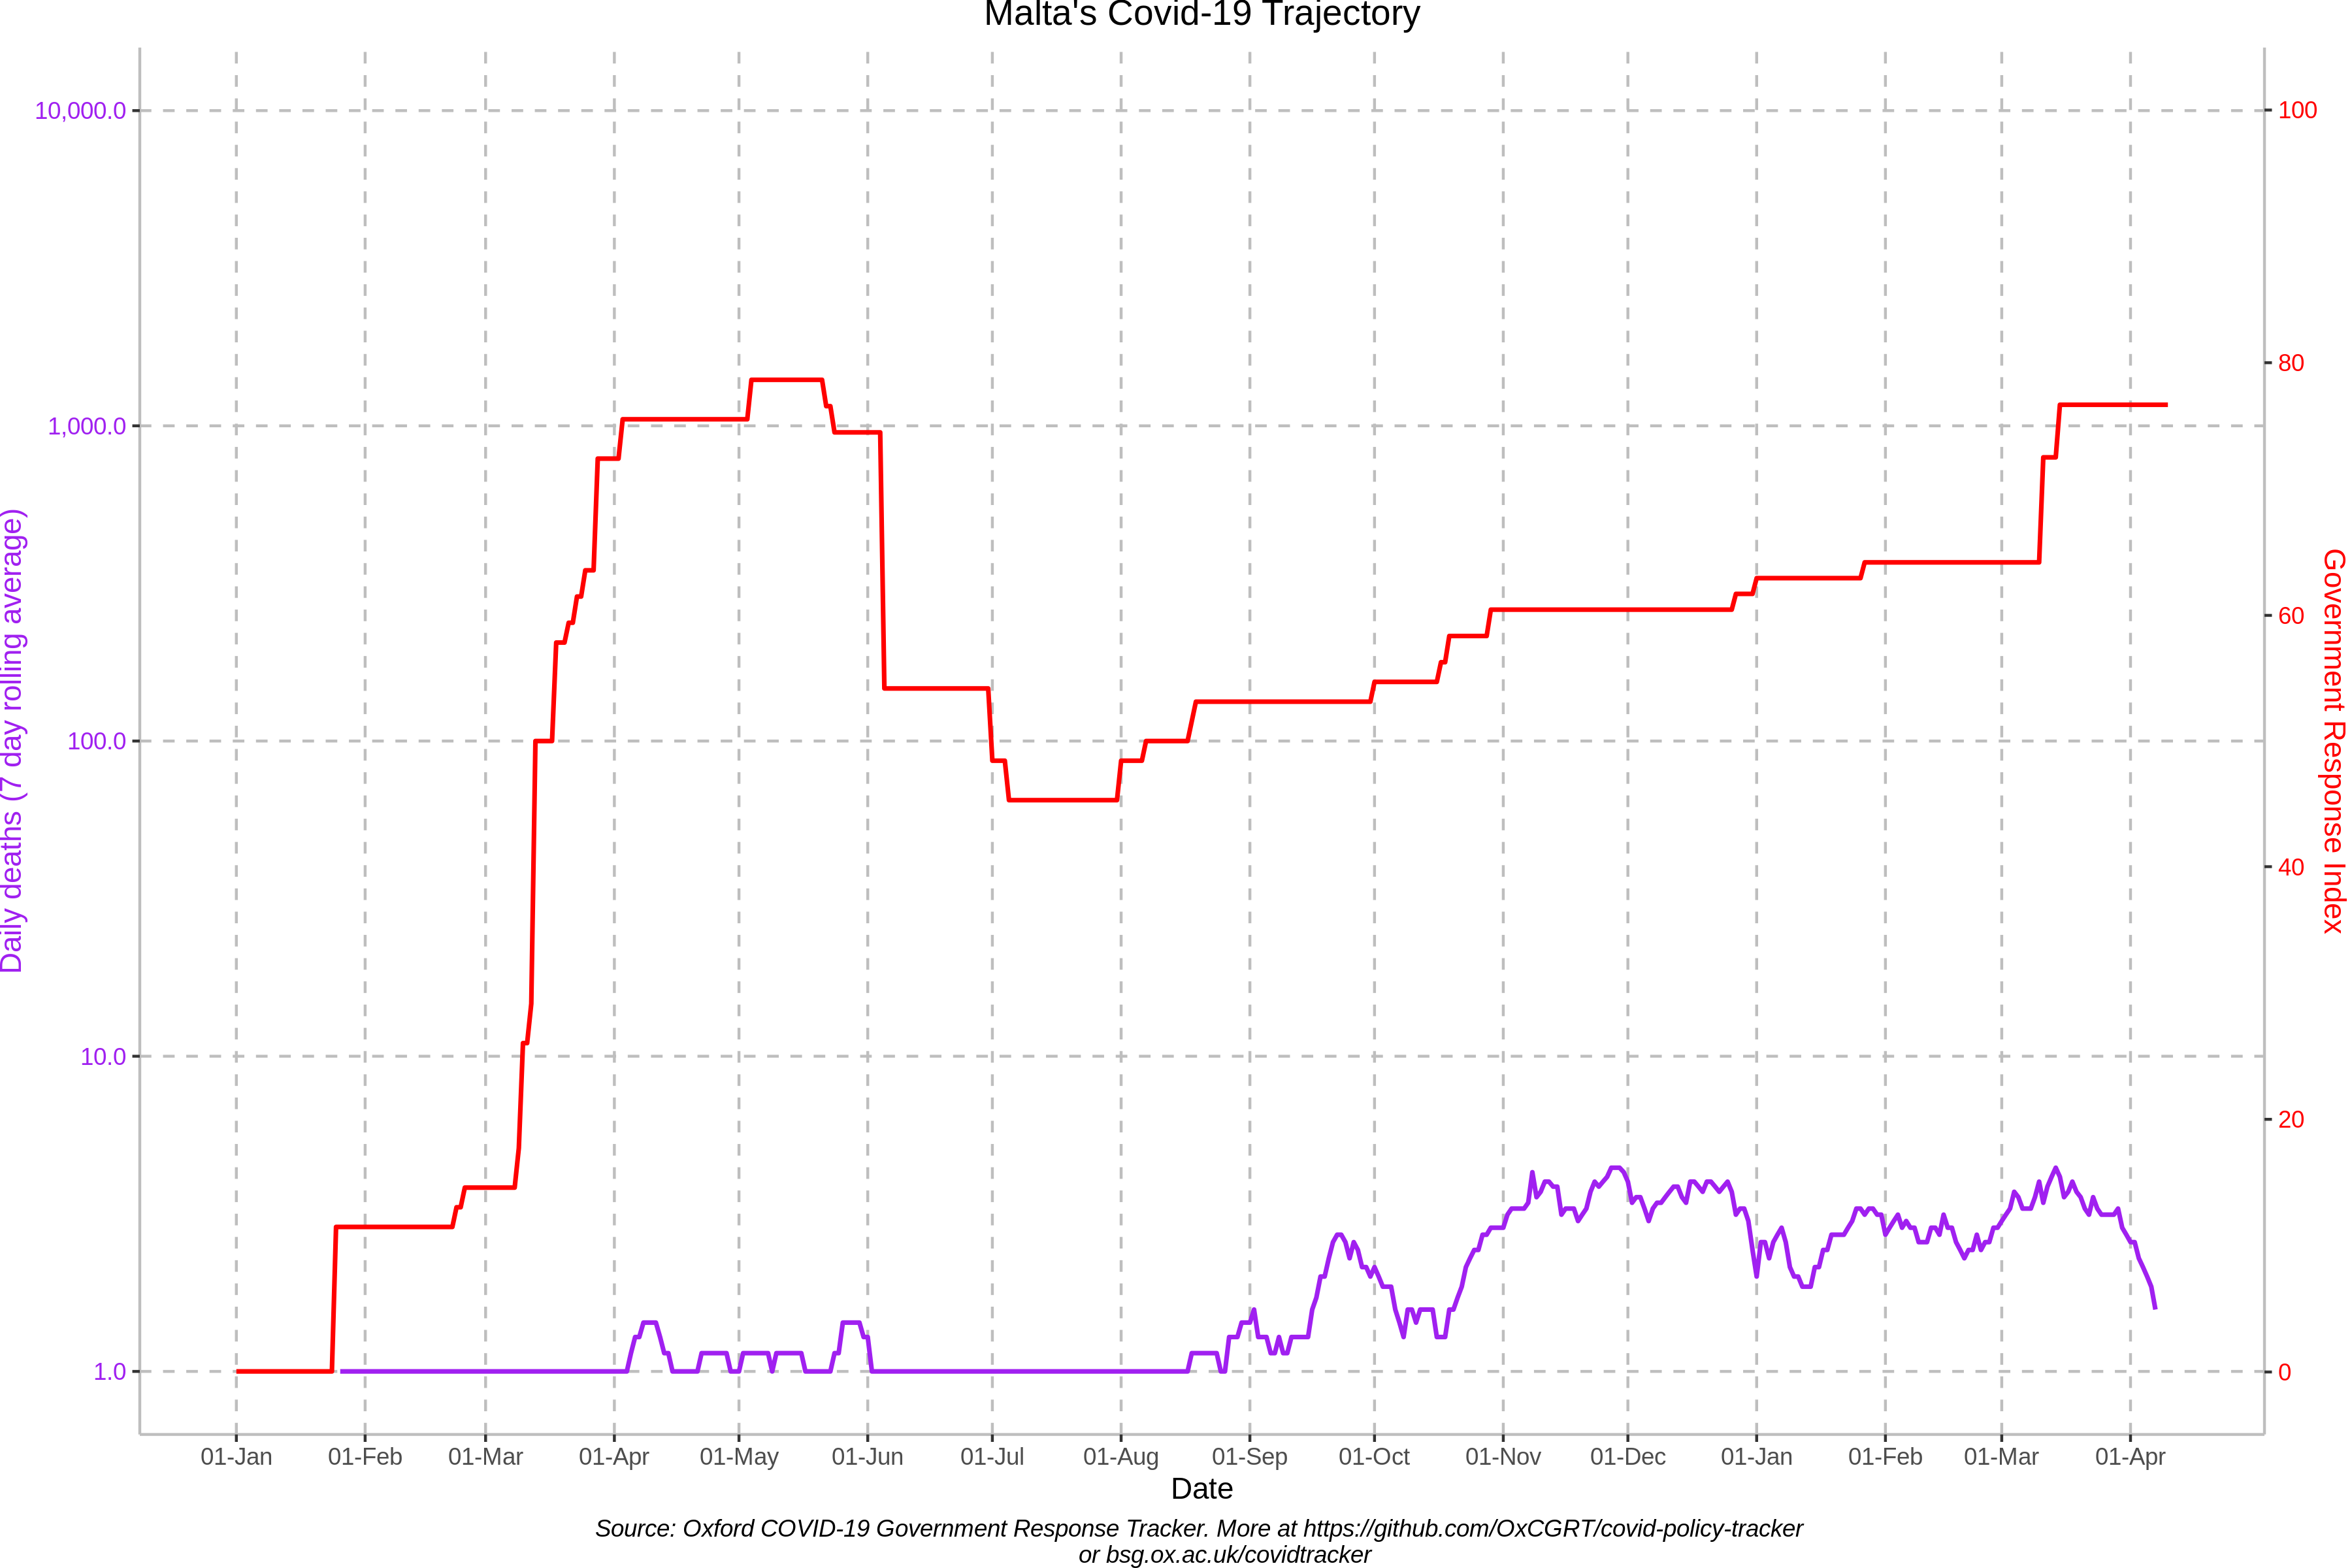 Malta's Covid-19 Trajectory
10,000.0
1,000.0
100.0
10.0
1.0
Daily deaths (7 day rolling average)
100
80
60
40
20
0
Government Response Index
01-Jan 01-Feb 01-Mar 01-Apr 01-May 01-Jun 01-Jul 01-Aug 01-Sep 01-Oct 01-Nov 01-Dec 01-Jan 01-Feb 01-Mar 01-Apr
Date
Source: Oxford COVID-19 Government Response Tracker. More at https://github.com/OxCGRT/covid-policy-tracker
or bsg.ox.ac.uk/covidtracker